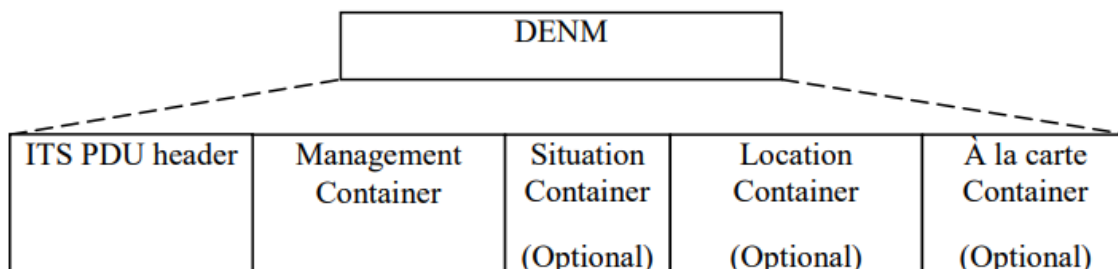 DENM
ITS PDU header
Management
Container
Situation
Container
(Optional)
Location
Container
(Optional)
À la carte
Container
(Optional)